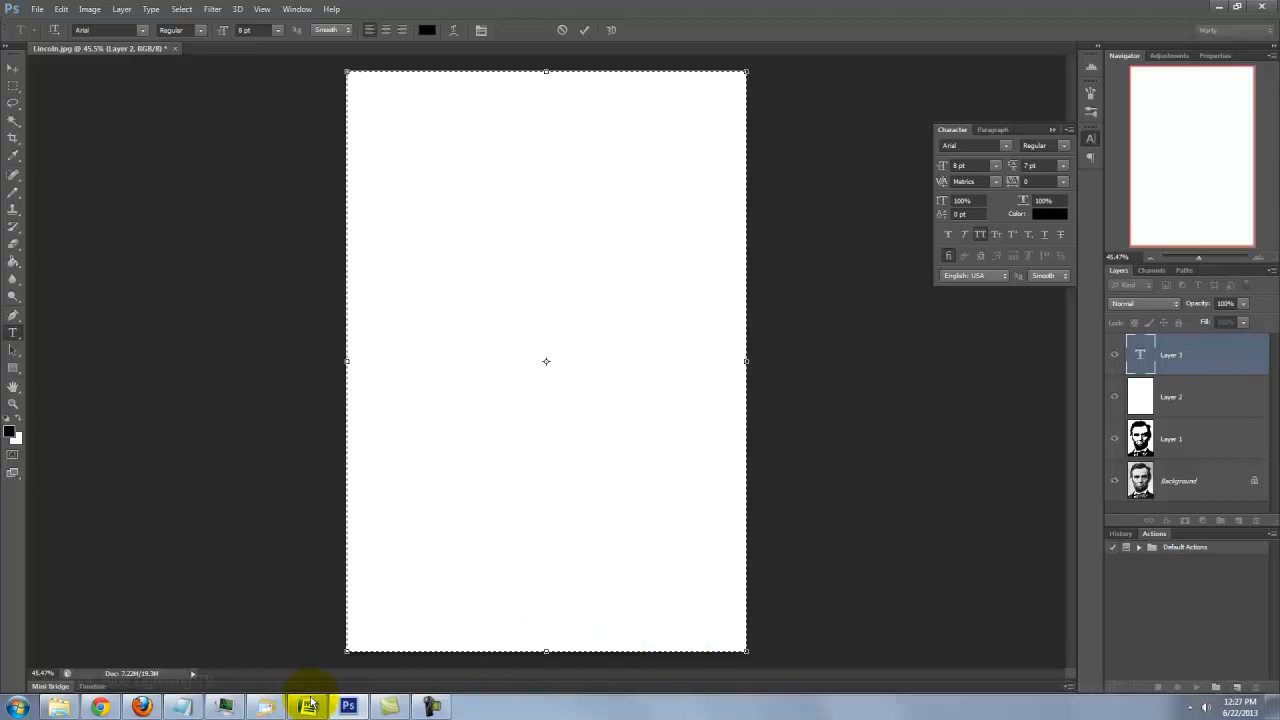 Ps File Edit Image Layer Type Select Filter 3D View Window Help
T Arial Regular 8 pt Smooth 3D Marty
Lincoln.jpg @ 45.5% (Layer 2, RGB/8) *
Navigator Adjustments Properties
Character Paragraph
Arial Regular
8 pt 7 pt
Metrics 0
100% 100%
0 pt Color:
English: USA Smooth
45.47%
Layers Channels Paths
Kind
Normal Opacity: 100%
Lock: Fill: 100%
T Layer 3
Layer 2
Layer 1
Background
History Actions
Default Actions
45.47% Doc: 7.22M/19.3M
Mini Bridge Timeline
Ps
12:27 PM
6/22/2013